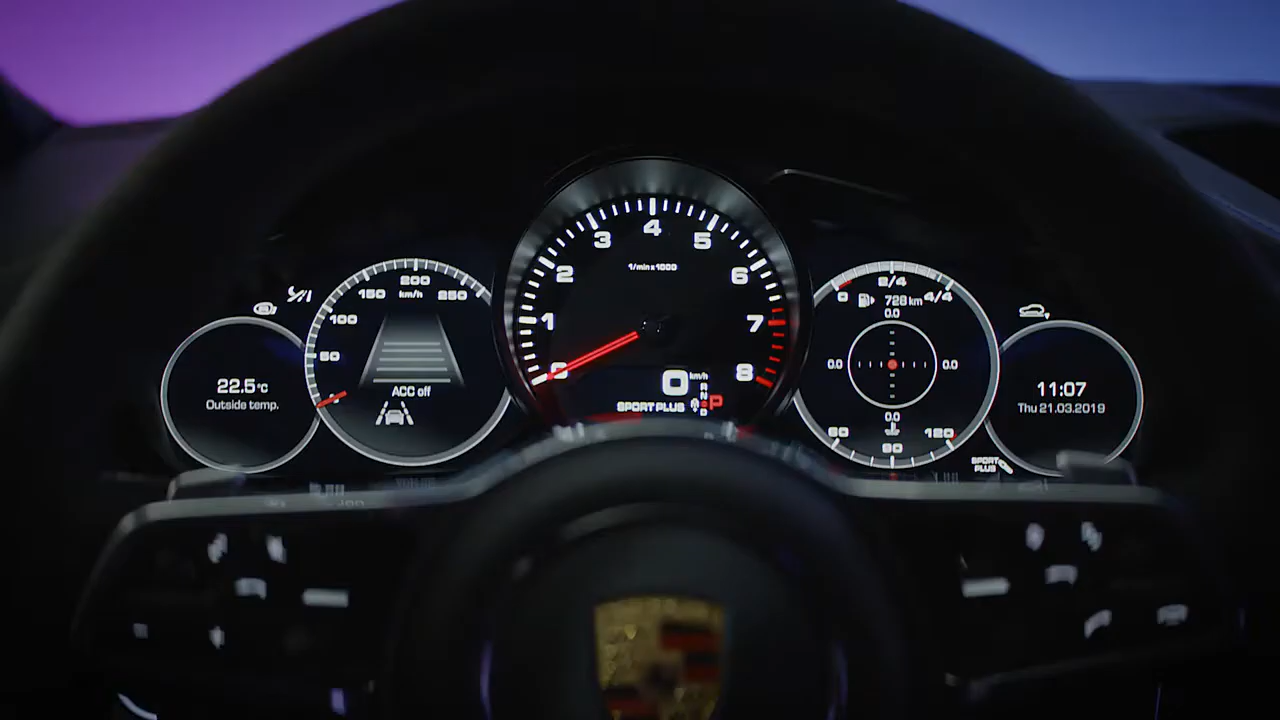 22.5°C
Outside temp.
50
100
150
200
250
km/h
ACC off
0
1
2
3
4
5
6
7
8
1/minx1000
0 km/h
SPORT PLUS
R
N
D
P
0
2/4
4/4
728 km
0.0
0.0
0.0
0.0
60
90
120
SPORT
PLUS
11:07
Thu 21.03.2019